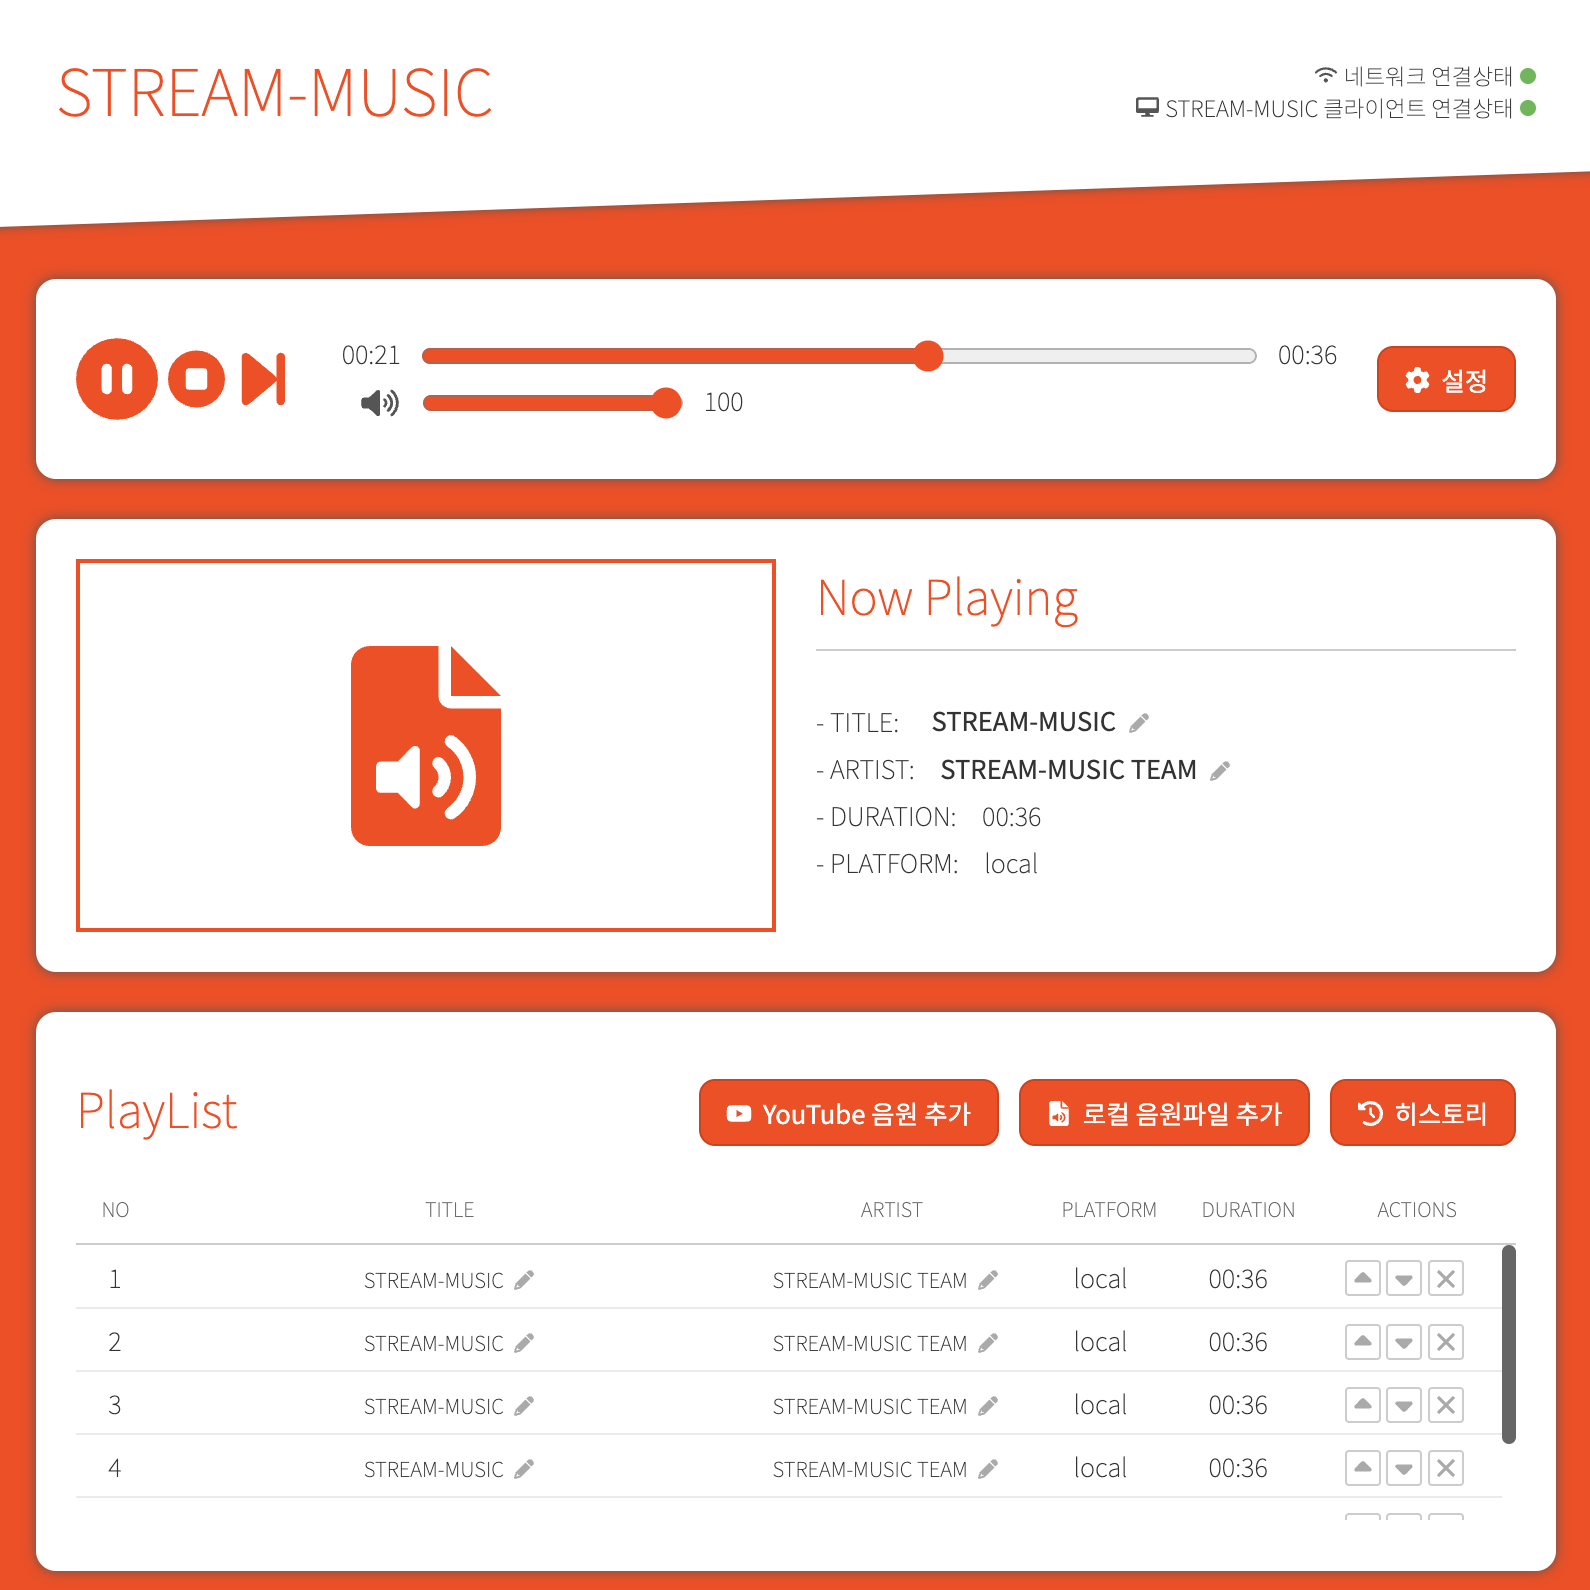 STREAM-MUSIC
네트워크 연결상태
STREAM-MUSIC 클라이언트 연결상태
00:21 00:36
100
설정
Now Playing
- TITLE: STREAM-MUSIC
- ARTIST: STREAM-MUSIC TEAM
- DURATION: 00:36
- PLATFORM: local
PlayList
YouTube 음원 추가
로컬 음원파일 추가
히스토리
NO TITLE ARTIST PLATFORM DURATION ACTIONS
1 STREAM-MUSIC STREAM-MUSIC TEAM local 00:36
2 STREAM-MUSIC STREAM-MUSIC TEAM local 00:36
3 STREAM-MUSIC STREAM-MUSIC TEAM local 00:36
4 STREAM-MUSIC STREAM-MUSIC TEAM local 00:36